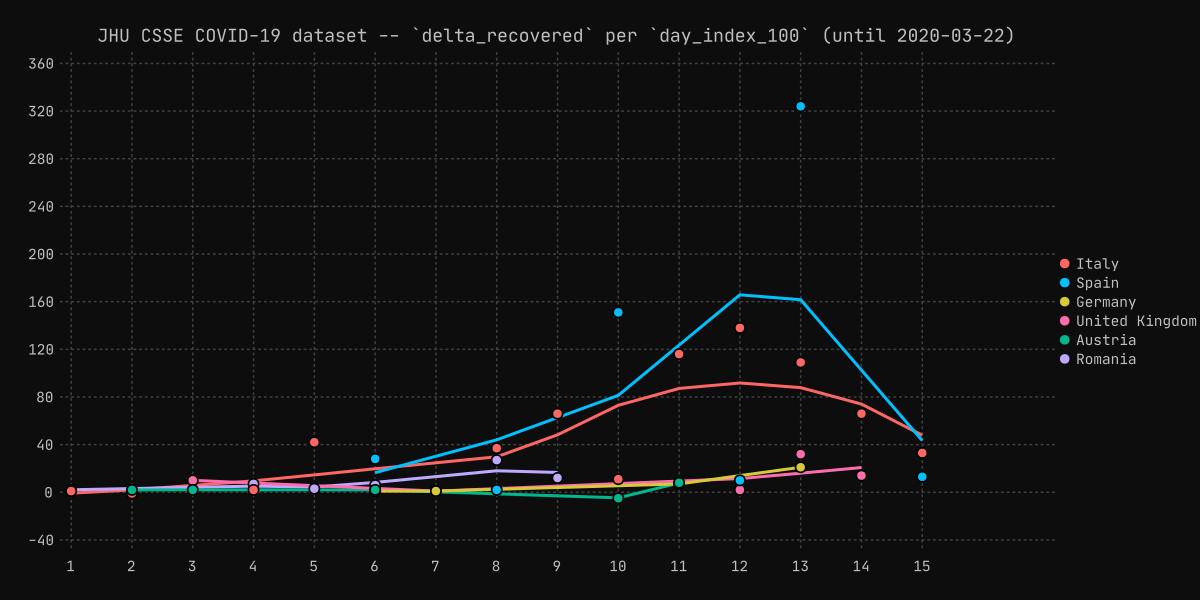 JHU CSSE COVID-19 dataset -- `delta_recovered` per `day_index_100` (until 2020-03-22)
360
320
280
240
200
160
120
80
40
0
-40
1 2 3 4 5 6 7 8 9 10 11 12 13 14 15
Italy
Spain
Germany
United Kingdom
Austria
Romania